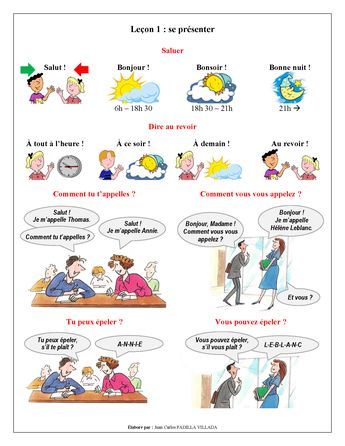 Leçon 1 : se présenter
Saluer
Salut !
Bonjour !
Bonsoir !
Bonne nuit !
6h – 18h 30
18h 30 – 21h
21h →
Dire au revoir
À tout à l'heure !
À ce soir !
À demain !
Au revoir !
Comment tu t'appelles ?
Comment vous vous appelez ?
Salut !
Je m'appelle Thomas.
Comment tu t'appelles ?
Salut !
Je m'appelle Annie.
Bonjour, Madame !
Comment vous vous
appelez ?
Bonjour !
Je m'appelle
Hélène Leblanc.
Et vous ?
Tu peux épeler ?
Vous pouvez épeler ?
Tu peux épeler,
s'il te plaît ?
A-N-N-I-E
Vous pouvez épeler,
s'il vous plaît ?
L-E-B-L-A-N-C
Élaboré par : Juan Carlos PADILLA VILLADA